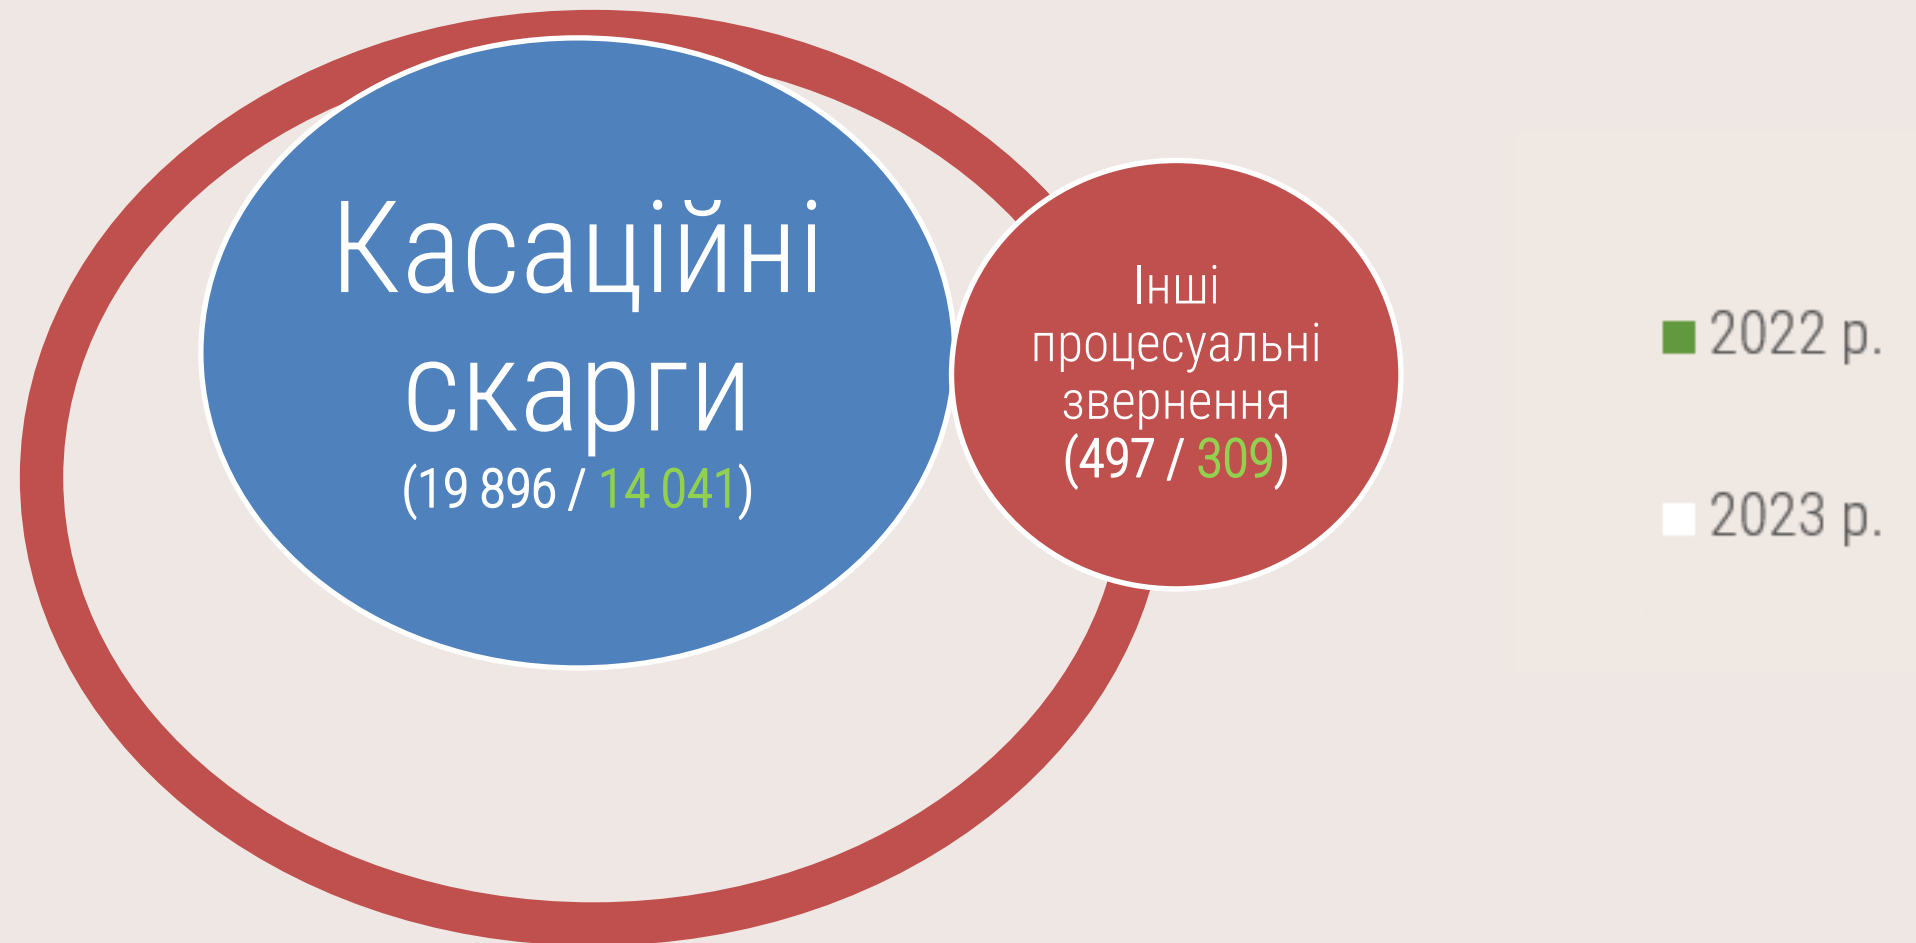 Касаційні
скарги
(19 896 / 14 041)
Інші
процесуальні
звернення
(497 / 309)
2022 р.
2023 р.